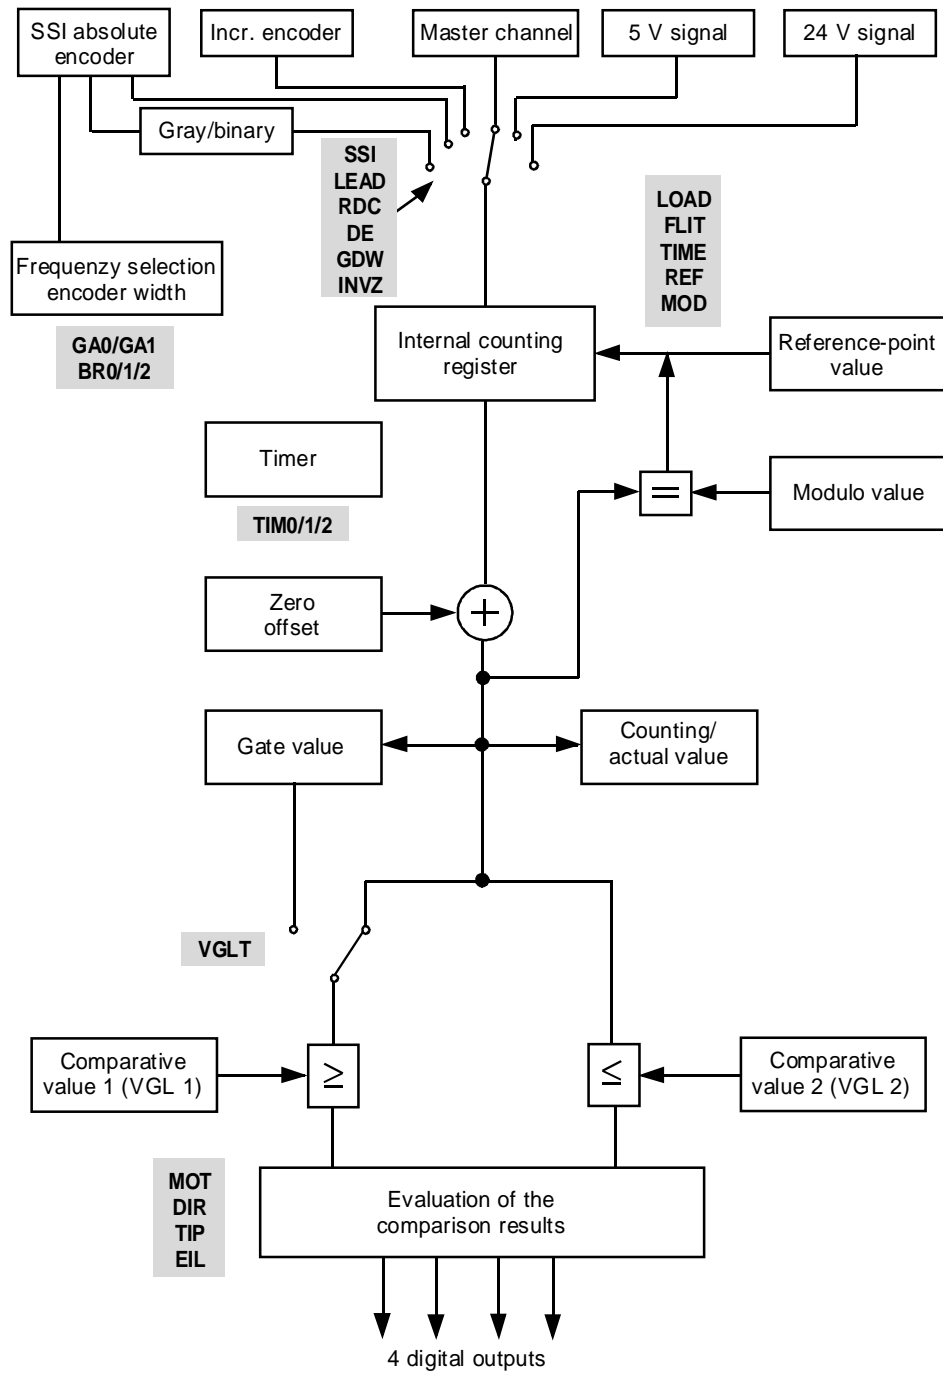 SSI absolute
encoder
Incr. encoder
Master channel
5 V signal
24 V signal
Gray/binary
SSI
LEAD
RDC
DE
GDW
INVZ
LOAD
FLIT
TIME
REF
MOD
Frequenzy selection
encoder width
GA0/GA1
BR0/1/2
Internal counting
register
Reference-point
value
Timer
=
Modulo value
TIM0/1/2
Zero
offset
+
Gate value
Counting/
actual value
VGLT
Comparative
value 1 (VGL 1)
≥
≤
Comparative
value 2 (VGL 2)
MOT
DIR
TIP
EIL
Evaluation of the
comparison results
4 digital outputs